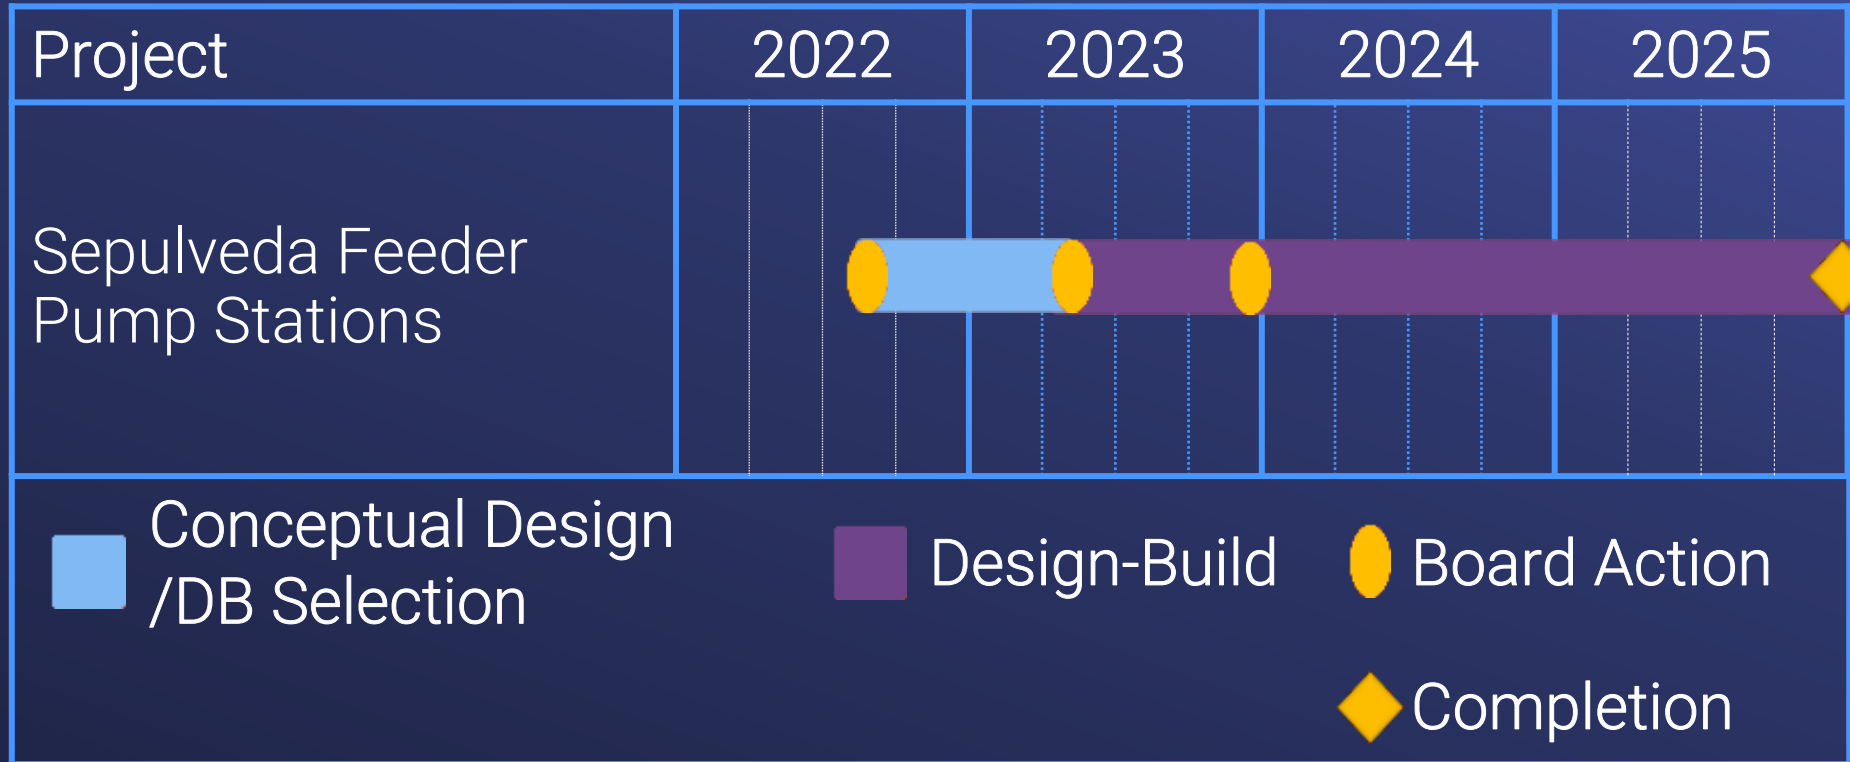 Project
2022
2023
2024
2025
Sepulveda Feeder
Pump Stations
Conceptual Design
/DB Selection
Design-Build
Board Action
Completion